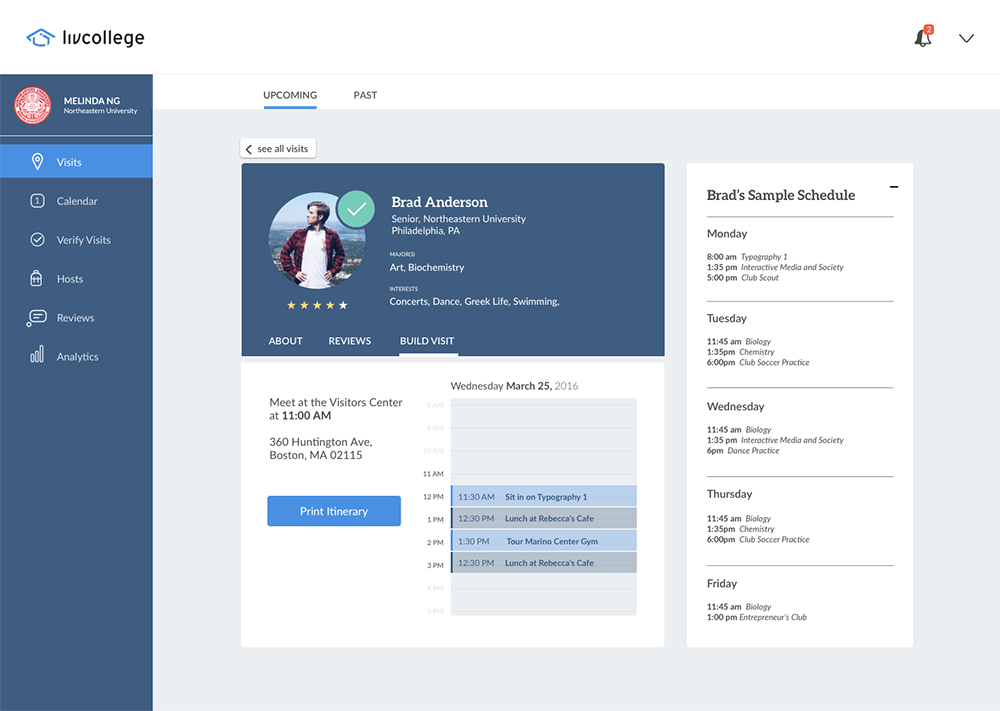 livcollege
2
MELINDA NG
Northeastern University
Visits
1 Calendar
Verify Visits
Hosts
Reviews
Analytics
UPCOMING PAST
see all visits
Brad Anderson
Senior, Northeastern University
Philadelphia, PA
MAJOR(S)
Art, Biochemistry
INTERESTS
Concerts, Dance, Greek Life, Swimming,
ABOUT REVIEWS BUILD VISIT
Meet at the Visitors Center
at 11:00 AM
360 Huntington Ave,
Boston, MA 02115
Print Itinerary
Wednesday March 25, 2016
8 AM
9 AM
10 AM
11 AM
12 PM
1 PM
2 PM
3 PM
4 PM
5 PM
11:30 AM Sit in on Typography 1
12:30 PM Lunch at Rebecca's Cafe
1:30 PM Tour Marino Center Gym
12:30 PM Lunch at Rebecca's Cafe
Brad's Sample Schedule
Monday
8:00 am Typography 1
1:35 pm Interactive Media and Society
5:00 pm Club Scout
Tuesday
11:45 am Biology
1:35pm Chemistry
6:00pm Club Soccer Practice
Wednesday
11:45 am Biology
1:35 pm Interactive Media and Society
6pm Dance Practice
Thursday
11:45 am Biology
1:35pm Chemistry
6:00pm Club Soccer Practice
Friday
11:45 am Biology
1:00 pm Entrepreneur's Club